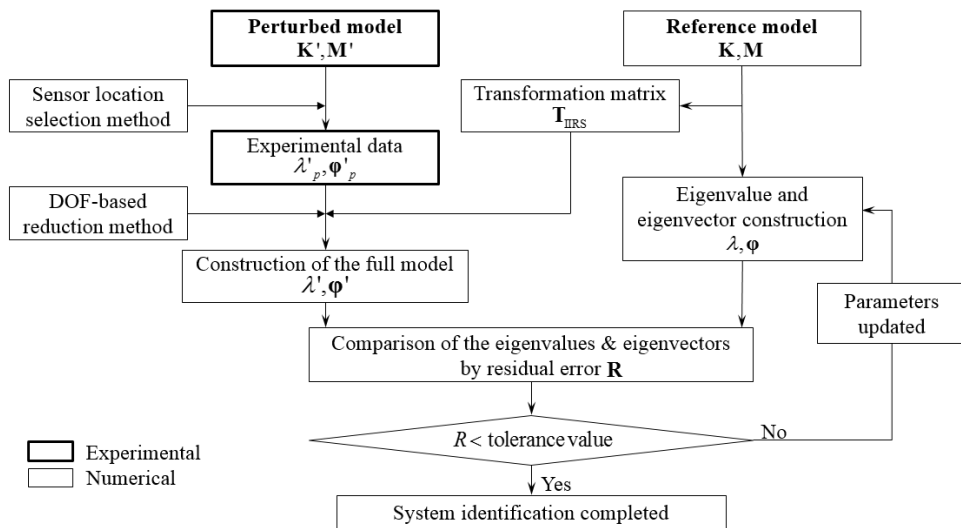 Perturbed model
K',M'
Reference model
K,M
Sensor location
selection method
Transformation matrix
T_IIRS
Experimental data
λ'_p,φ'_p
DOF-based
reduction method
Eigenvalue and
eigenvector construction
λ,φ
Construction of the full model
λ',φ'
Parameters
updated
Comparison of the eigenvalues & eigenvectors
by residual error R
R < tolerance value
No
Experimental
Numerical
Yes
System identification completed